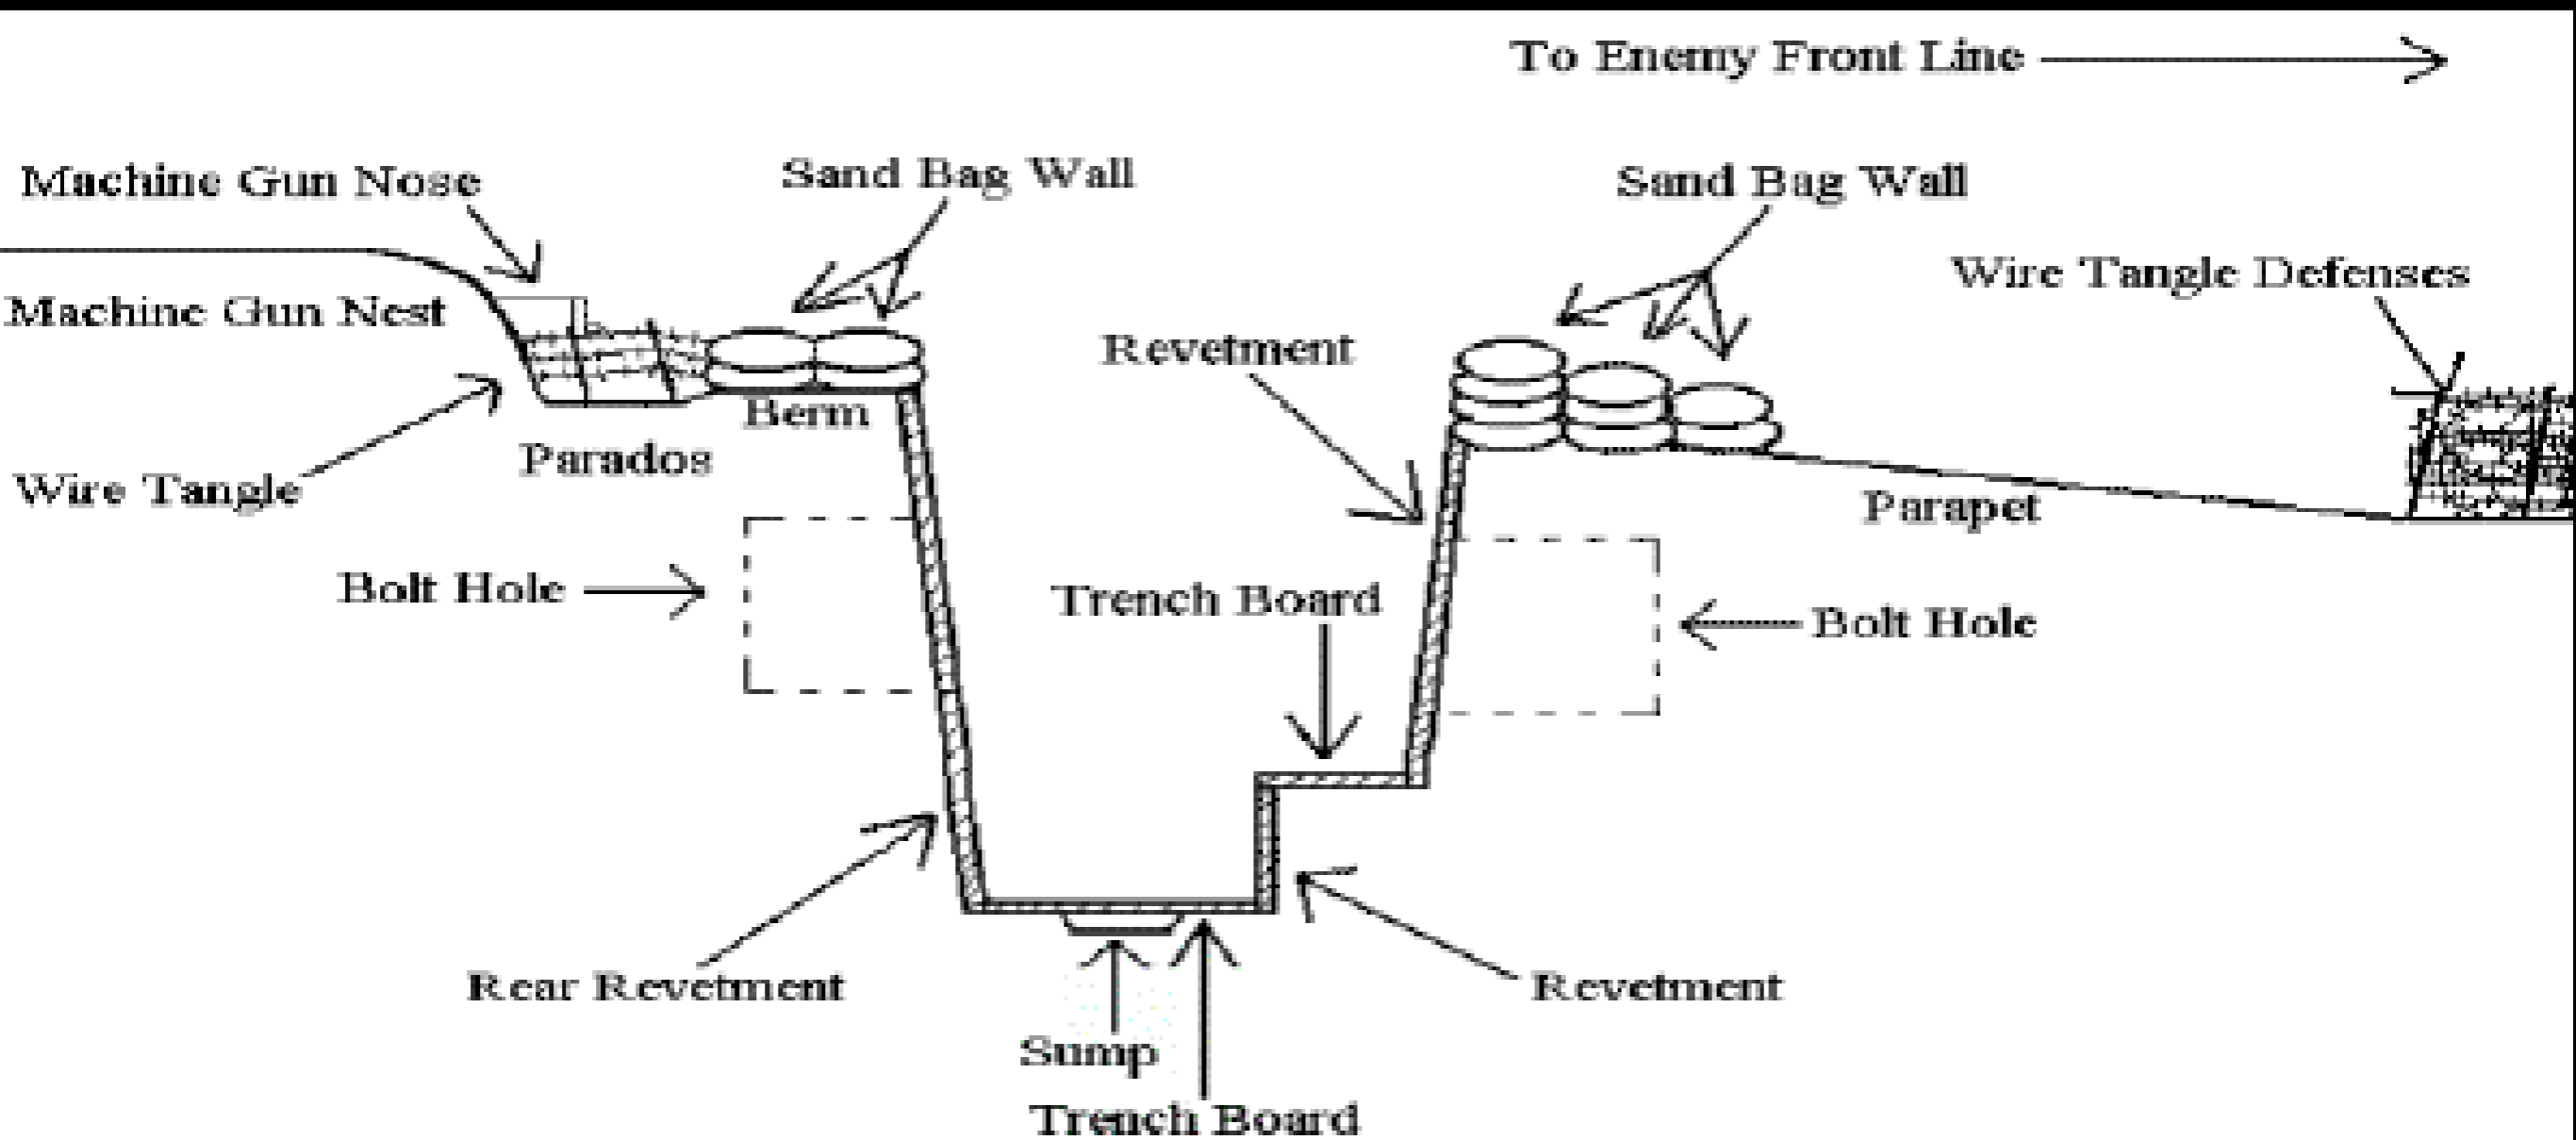 To Enemy Front Line
Machine Gun Nose
Sand Bag Wall
Sand Bag Wall
Wire Tangle Defenses
Machine Gun Nest
Revetment
Berm
Parados
Wire Tangle
Parapet
Bolt Hole
Trench Board
Bolt Hole
Rear Revetment
Revetment
Sump
Trench Board